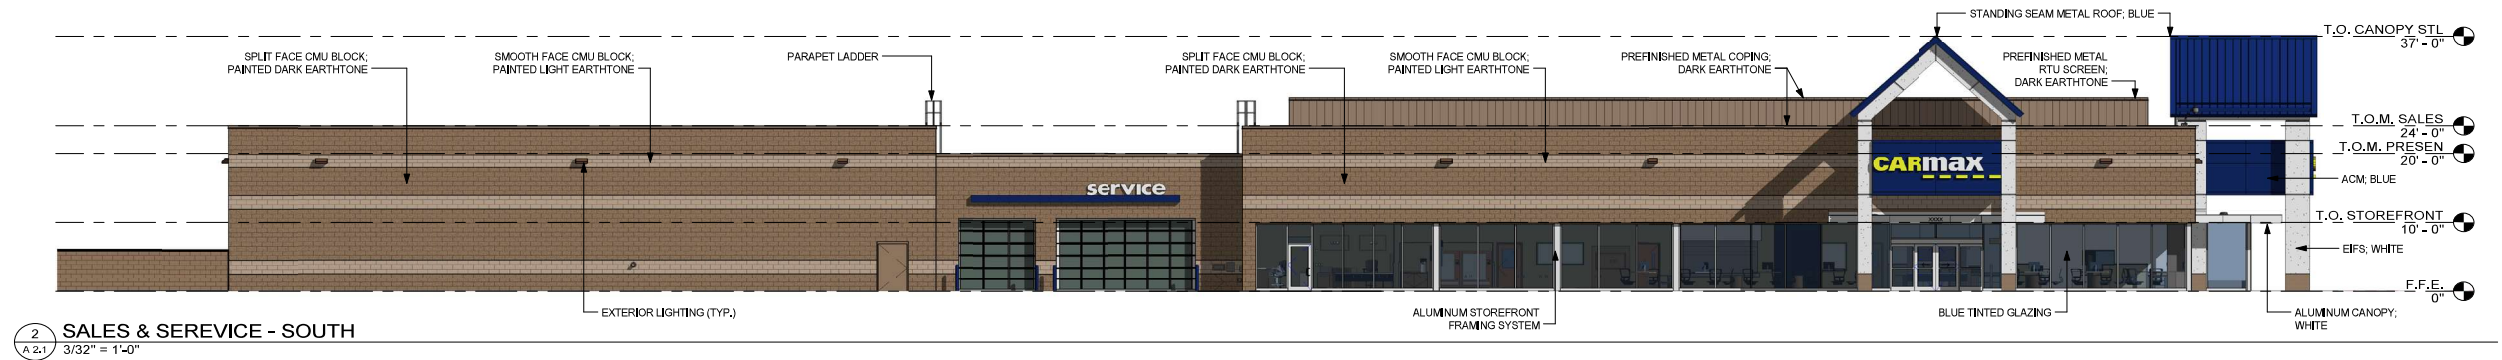 STANDING SEAM METAL ROOF; BLUE
T.O. CANOPY STL
37' - 0"
SPLIT FACE CMU BLOCK;
PAINTED DARK EARTHTONE
SMOOTH FACE CMU BLOCK;
PAINTED LIGHT EARTHTONE
PARAPET LADDER
SPLIT FACE CMU BLOCK;
PAINTED DARK EARTHTONE
SMOOTH FACE CMU BLOCK;
PAINTED LIGHT EARTHTONE
PREFINISHED METAL COPING;
DARK EARTHTONE
PREFINISHED METAL
RTU SCREEN;
DARK EARTHTONE
T.O.M. SALES
24' - 0"
T.O.M. PRESEN
20' - 0"
CARMAX
service
ACM; BLUE
T.O. STOREFRONT
10' - 0"
XXXX
EIFS; WHITE
F.F.E.
0"
EXTERIOR LIGHTING (TYP.)
ALUMINUM STOREFRONT
FRAMING SYSTEM
BLUE TINTED GLAZING
ALUMINUM CANOPY;
WHITE
2
A 2.1
SALES & SEREVICE - SOUTH
3/32" = 1'-0"